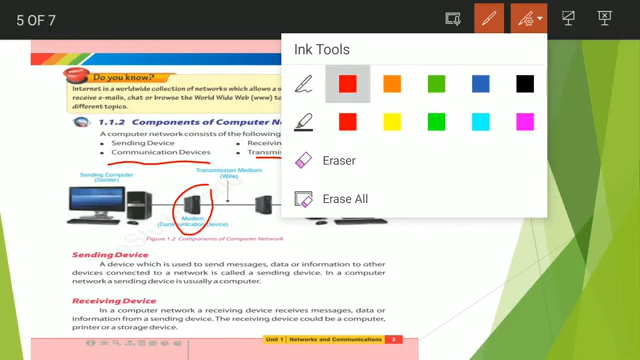 5 OF 7
Ink Tools
Eraser
Erase All
Do you know?
Internet is a worldwide collection of networks which allows a
receive e-mails, chat or browse the World Wide Web (www) to
different topics.
1.1.2 Components of Computer Ne
A computer network consists of the following
• Sending Device
• Receivin
• Communication Devices
• Transmis
Sending Computer
(Sender)
Transmission Medium
(Wire)
Modem
(Communication Device)
Figure 1.2 Components of Computer Network
Sending Device
A device which is used to send messages, data or information to other
devices connected to a network is called a sending device. In a computer
network a sending device is usually a computer.
Receiving Device
In a computer network a receiving device receives messages, data or
information from a sending device. The receiving device could be a computer,
printer or a storage device.
Unit 1 Networks and Communications 3